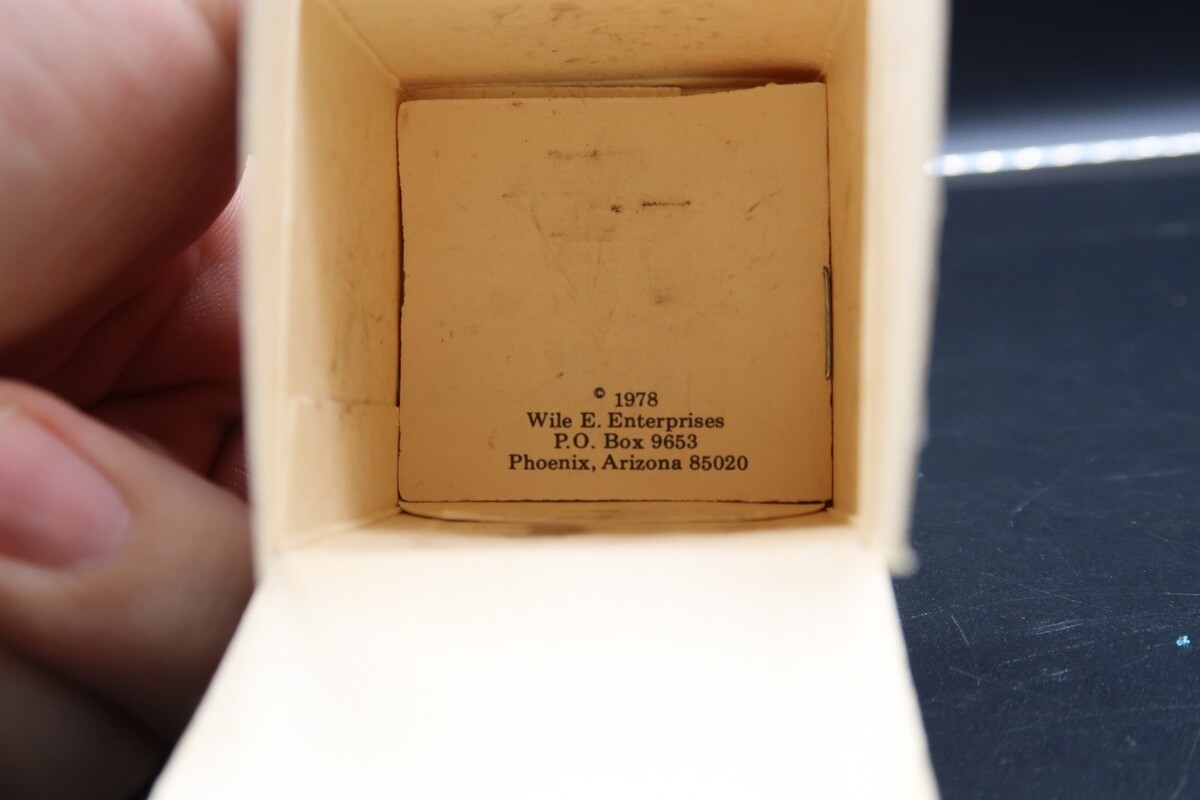 © 1978
Wile E. Enterprises
P.O. Box 9653
Phoenix, Arizona 85020